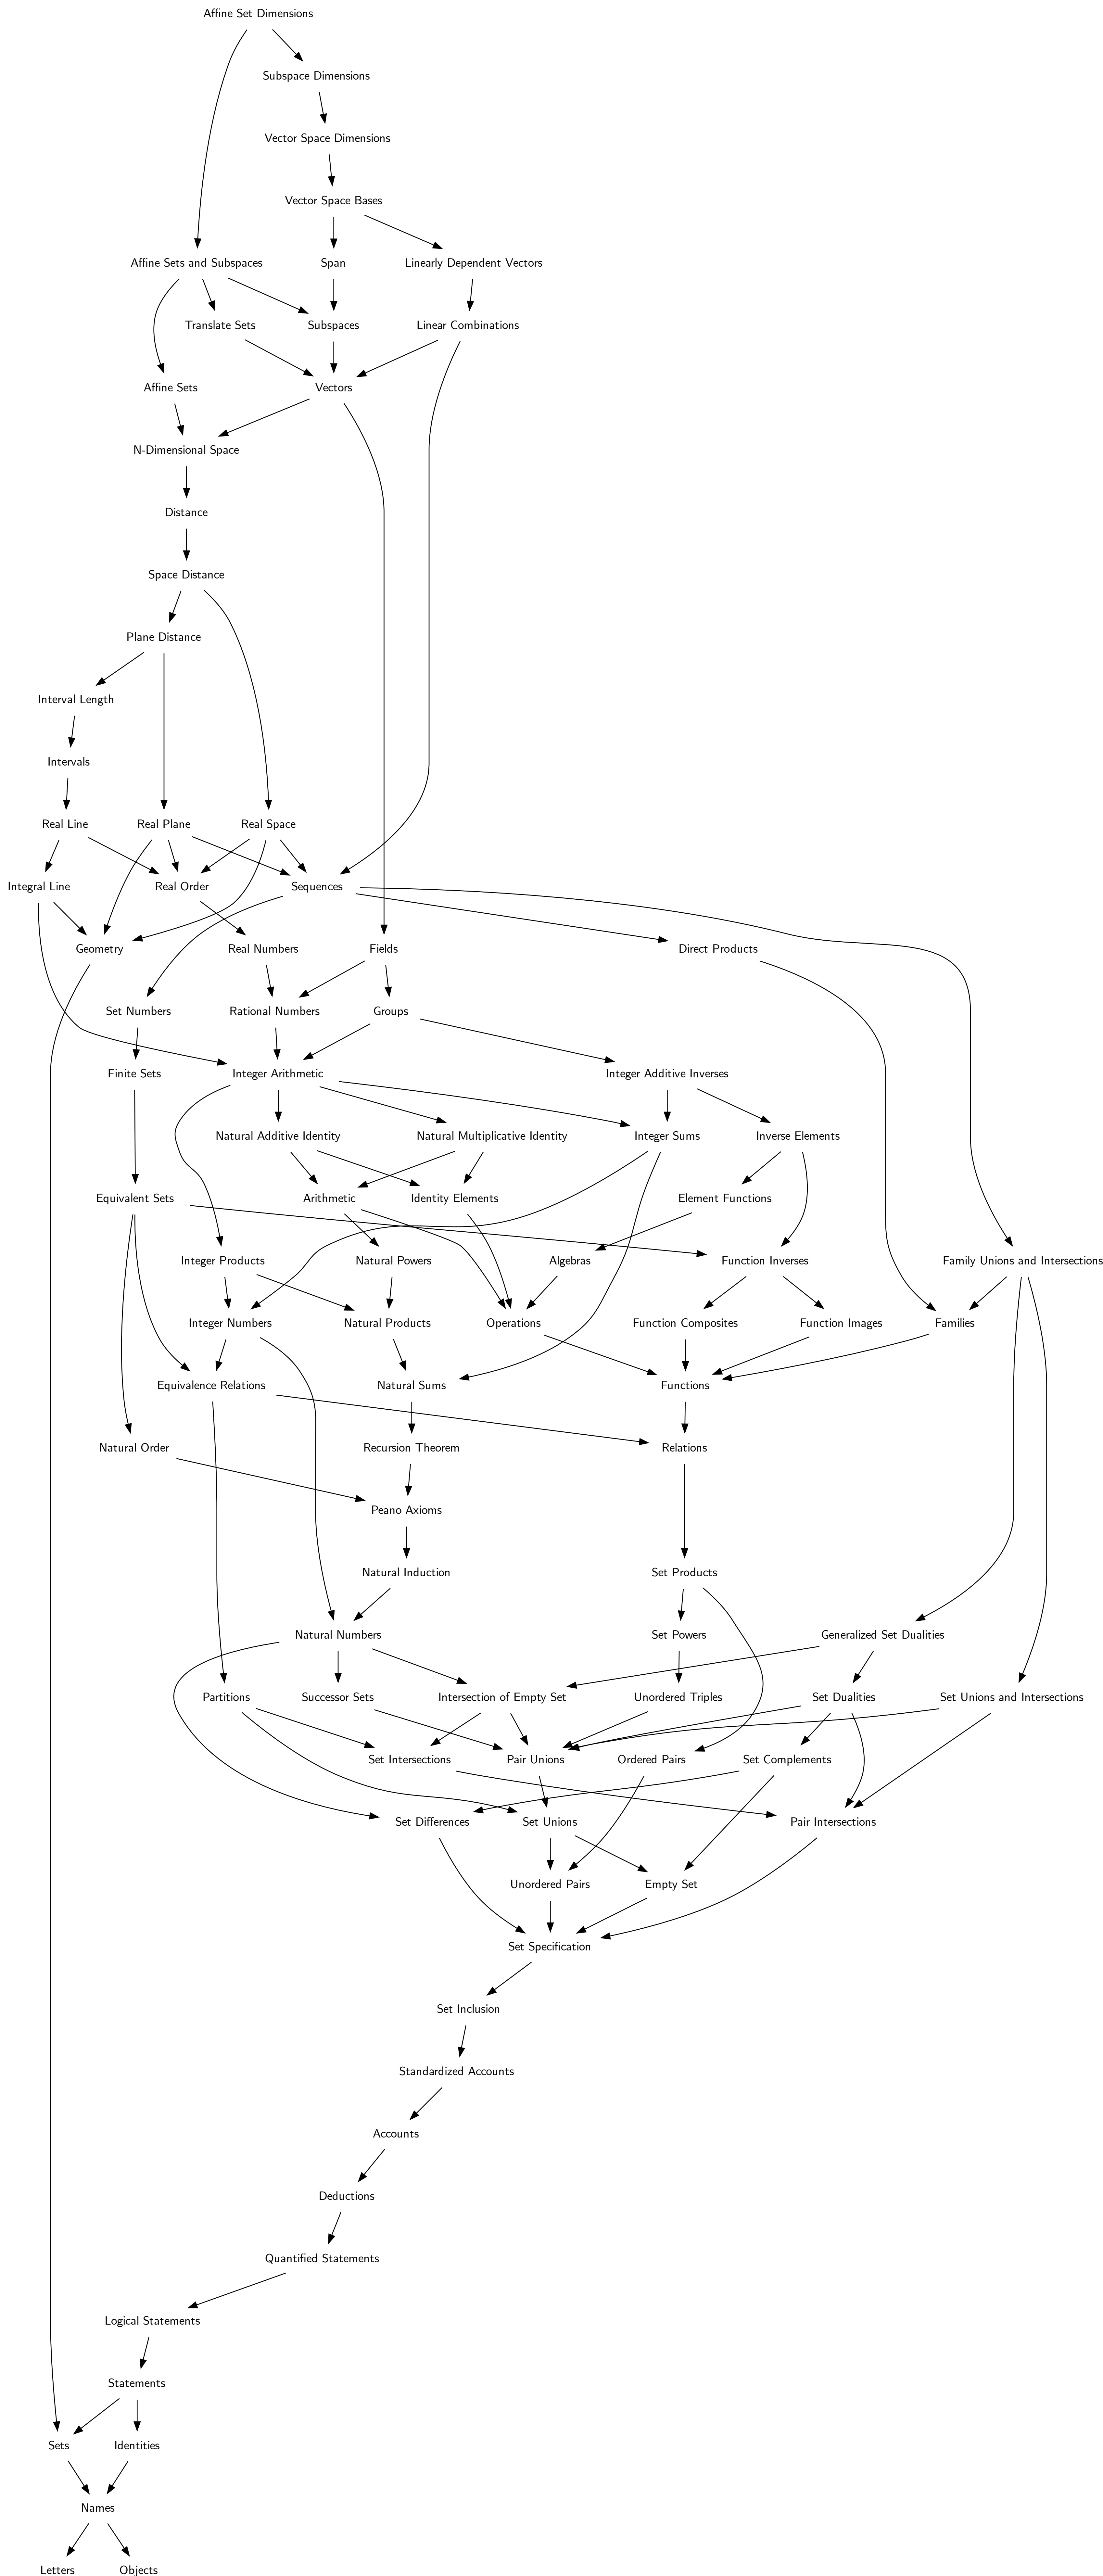 Affine Set Dimensions
Subspace Dimensions
Vector Space Dimensions
Vector Space Bases
Affine Sets and Subspaces
Span
Linearly Dependent Vectors
Translate Sets
Subspaces
Linear Combinations
Affine Sets
Vectors
N-Dimensional Space
Distance
Space Distance
Plane Distance
Interval Length
Intervals
Real Line
Real Plane
Real Space
Integral Line
Real Order
Sequences
Geometry
Real Numbers
Fields
Direct Products
Set Numbers
Rational Numbers
Groups
Finite Sets
Integer Arithmetic
Integer Additive Inverses
Natural Additive Identity
Natural Multiplicative Identity
Integer Sums
Inverse Elements
Equivalent Sets
Arithmetic
Identity Elements
Element Functions
Integer Products
Natural Powers
Algebras
Function Inverses
Family Unions and Intersections
Integer Numbers
Natural Products
Operations
Function Composites
Function Images
Families
Equivalence Relations
Natural Sums
Functions
Natural Order
Recursion Theorem
Relations
Peano Axioms
Natural Induction
Set Products
Natural Numbers
Set Powers
Generalized Set Dualities
Partitions
Successor Sets
Intersection of Empty Set
Unordered Triples
Set Dualities
Set Unions and Intersections
Set Intersections
Pair Unions
Ordered Pairs
Set Complements
Set Differences
Set Unions
Pair Intersections
Unordered Pairs
Empty Set
Set Specification
Set Inclusion
Standardized Accounts
Accounts
Deductions
Quantified Statements
Logical Statements
Statements
Sets
Identities
Names
Letters
Objects